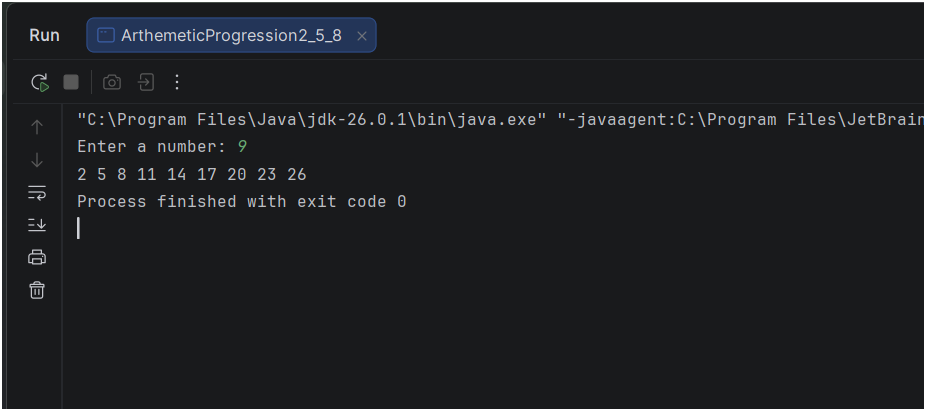 Run ArthemeticProgression2_5_8
"C:\Program Files\Java\jdk-26.0.1\bin\java.exe" "-javaagent:C:\Program Files\JetBrain
Enter a number: 9
2 5 8 11 14 17 20 23 26
Process finished with exit code 0